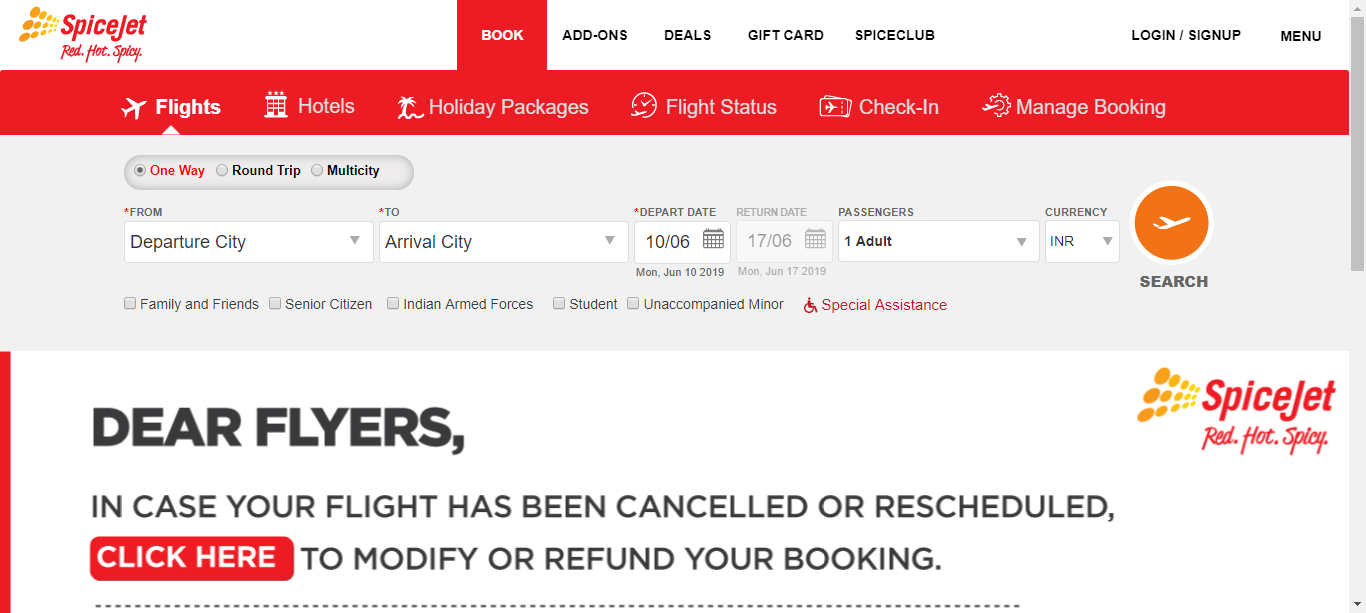 SpiceJet
Red. Hot. Spicy.
BOOK ADD-ONS DEALS GIFT CARD SPICECLUB LOGIN / SIGNUP MENU
Flights Hotels Holiday Packages Flight Status Check-In Manage Booking
One Way Round Trip Multicity
*FROM *TO *DEPART DATE RETURN DATE PASSENGERS CURRENCY
Departure City Arrival City 10/06 17/06 1 Adult INR
Mon, Jun 10 2019 Mon, Jun 17 2019
SEARCH
Family and Friends Senior Citizen Indian Armed Forces Student Unaccompanied Minor Special Assistance
SpiceJet
Red. Hot. Spicy.
DEAR FLYERS,
IN CASE YOUR FLIGHT HAS BEEN CANCELLED OR RESCHEDULED,
CLICK HERE TO MODIFY OR REFUND YOUR BOOKING.